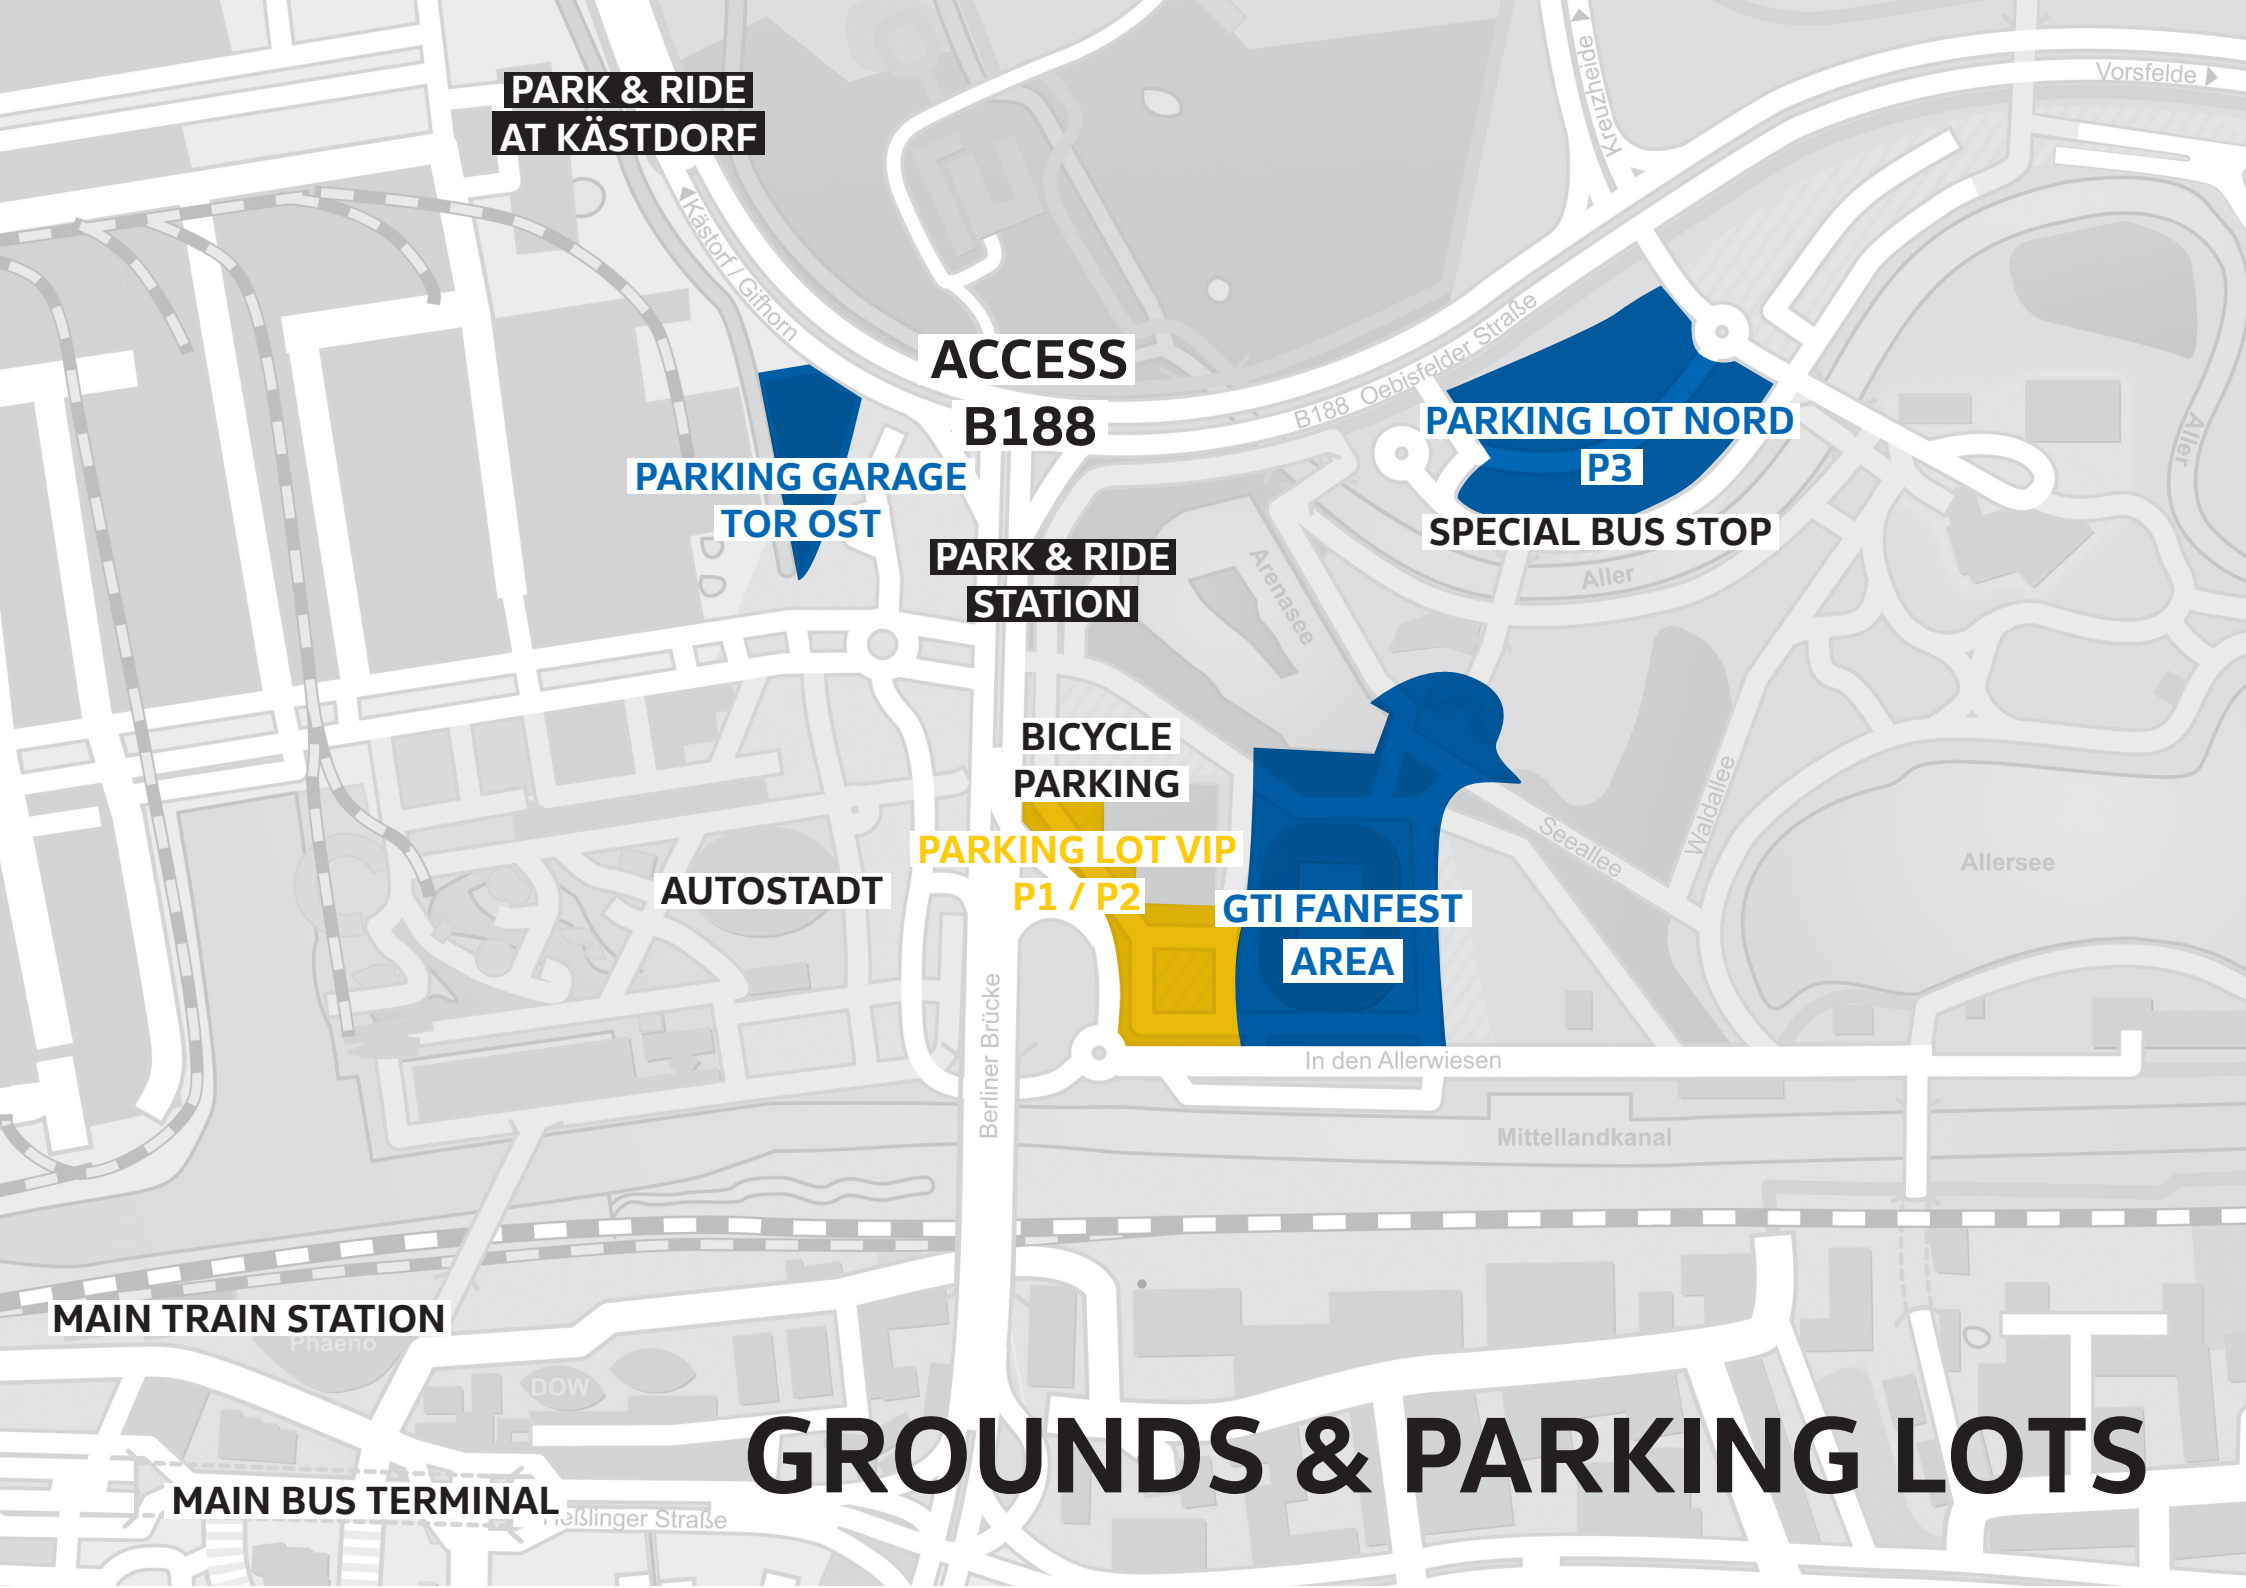 Kreuzheide
Vorsfelde
PARK & RIDE
AT KÄSTDORF
Kästorf / Gifhorn
ACCESS
B188
B188 Oebisfelder Straße
PARKING LOT NORD
P3
SPECIAL BUS STOP
Aller
Aller
PARKING GARAGE
TOR OST
PARK & RIDE
STATION
Arenasee
BICYCLE
PARKING
PARKING LOT VIP
P1 / P2
AUTOSTADT
GTI FANFEST
AREA
Seeallee
Waldallee
Allersee
Berliner Brücke
In den Allerwiesen
Mittellandkanal
MAIN TRAIN STATION
Phaeno
DOW
GROUNDS & PARKING LOTS
MAIN BUS TERMINAL
Straße